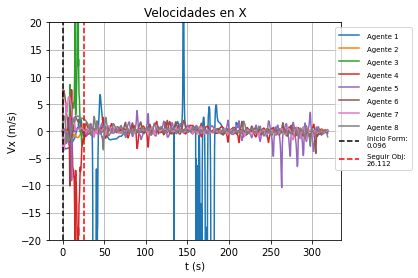 Velocidades en X
Vx (m/s)
20
15
10
5
0
−5
−10
−15
−20
0
50
100
150
200
250
300
t (s)
Agente 1
Agente 2
Agente 3
Agente 4
Agente 5
Agente 6
Agente 7
Agente 8
Inicio Form:
0.096
Seguir Obj:
26.112